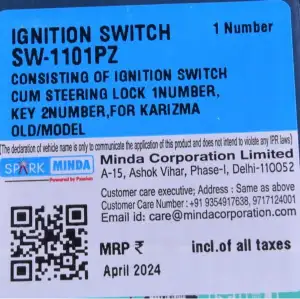 IGNITION SWITCH 1 Number
SW-1101PZ
CONSISTING OF IGNITION SWITCH
CUM STEERING LOCK 1NUMBER,
KEY 2NUMBER,FOR KARIZMA
OLD/MODEL
(The declaration of vehicle name is only to communicate the application of this product and does not intend to violate any IPR laws)
SPARK MINDA
Powered by Passion
Minda Corporation Limited
A-15, Ashok Vihar, Phase-I, Delhi-110052
Customer care executive; Address : Same as above
Customer Care No.: +91 9354917638, 9717124001
Email id: care@mindacorporation.com
MRP ₹ incl.of all taxes
April 2024